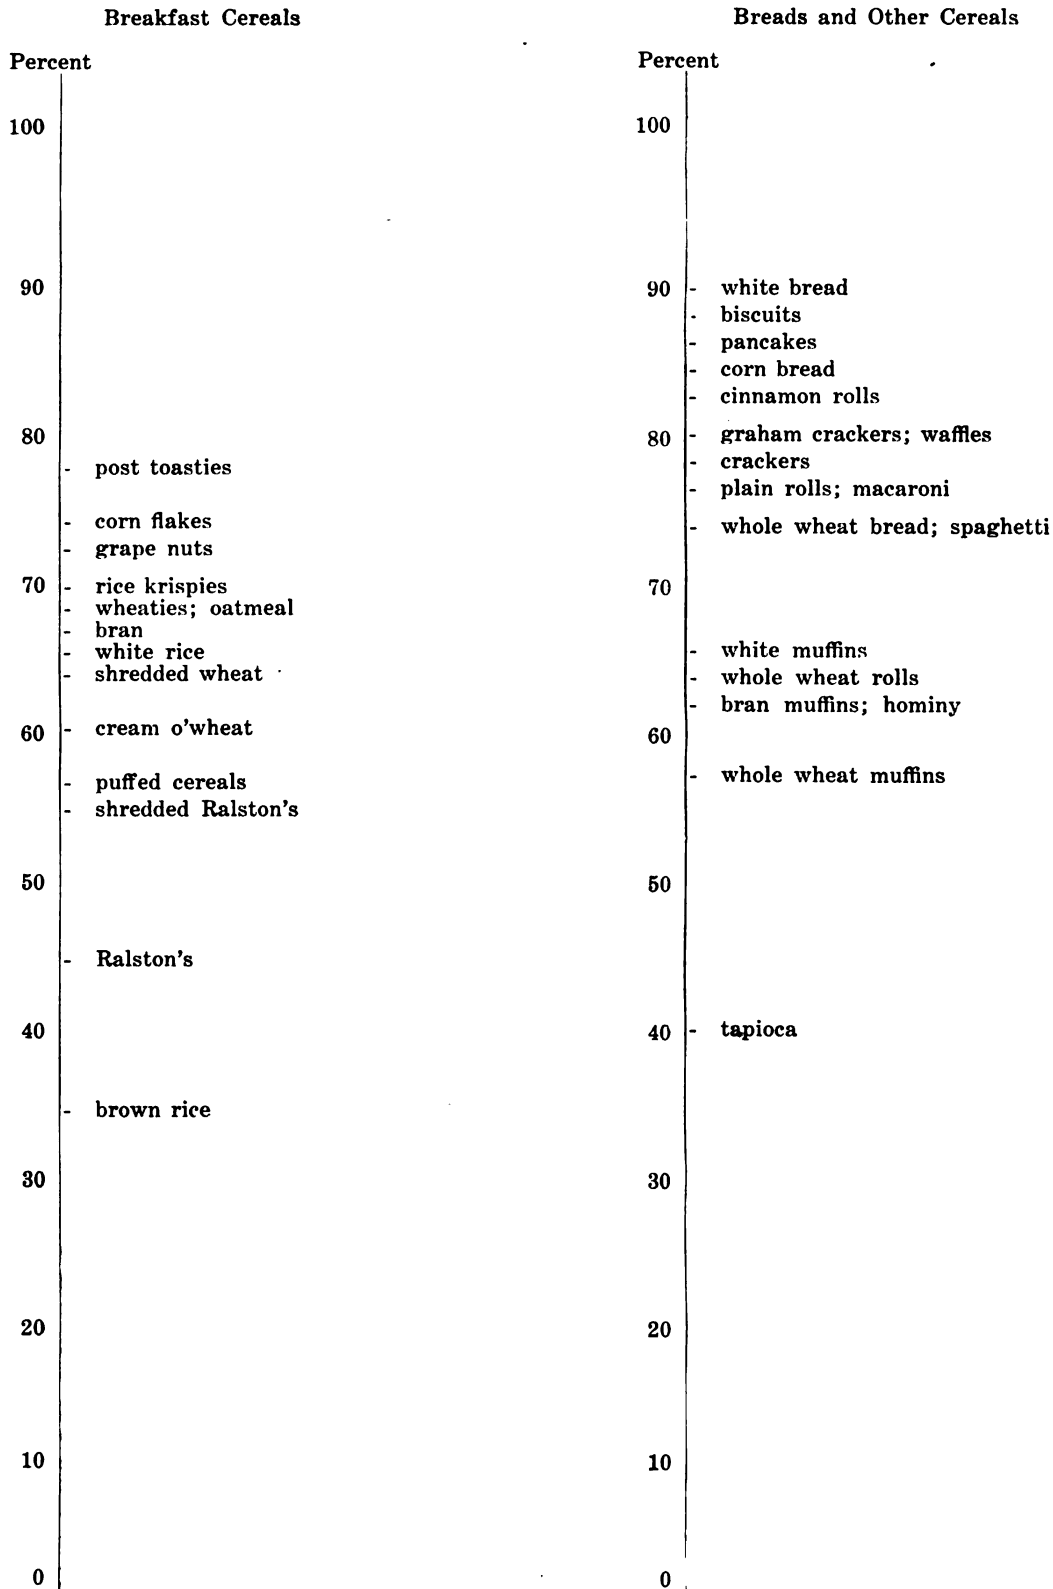 Breakfast Cereals
Percent
100
90
80
post toasties
corn flakes
grape nuts
70
rice krispies
wheaties; oatmeal
bran
white rice
shredded wheat
60
cream o'wheat
puffed cereals
shredded Ralston's
50
Ralston's
40
brown rice
30
20
10
0
Breads and Other Cereals
Percent
100
90
white bread
biscuits
pancakes
corn bread
cinnamon rolls
80
graham crackers; waffles
crackers
plain rolls; macaroni
whole wheat bread; spaghetti
70
white muffins
whole wheat rolls
bran muffins; hominy
60
whole wheat muffins
50
40
tapioca
30
20
10
0